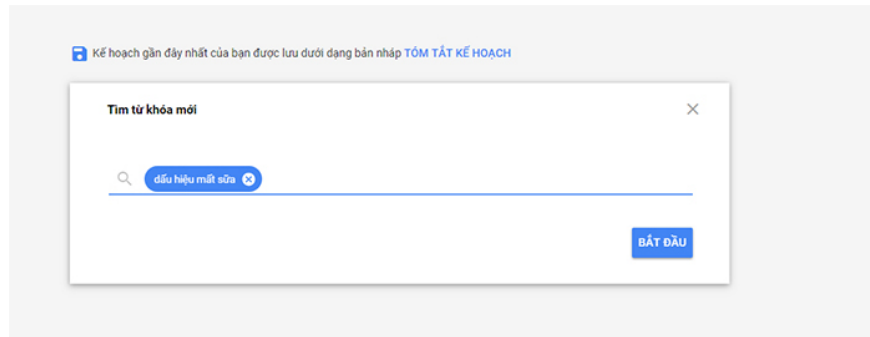 Kế hoạch gần đây nhất của bạn được lưu dưới dạng bản nháp TÓM TẮT KẾ HOẠCH
Tìm từ khóa mới
dấu hiệu mất sữa
BẮT ĐẦU